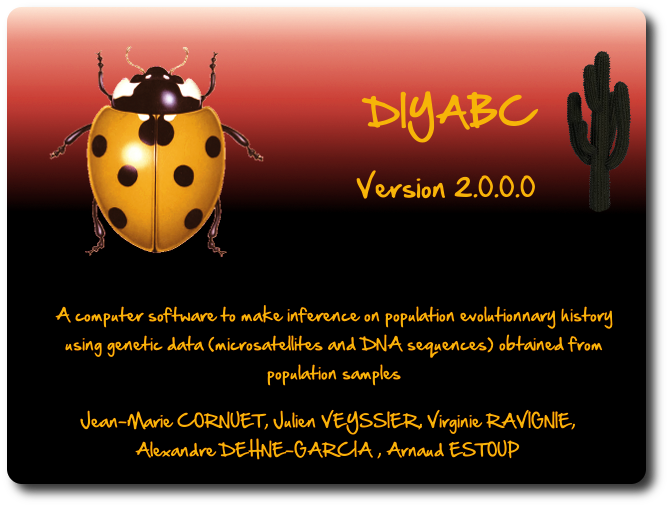 DIYABC
Version 2.0.0.0
A computer software to make inference on population evolutionnary history
using genetic data (microsatellites and DNA sequences) obtained from
population samples
Jean-Marie CORNUET, Julien VEYSSIER, Virginie RAVIGNIE,
Alexandre DEHNE-GARCIA , Arnaud ESTOUP